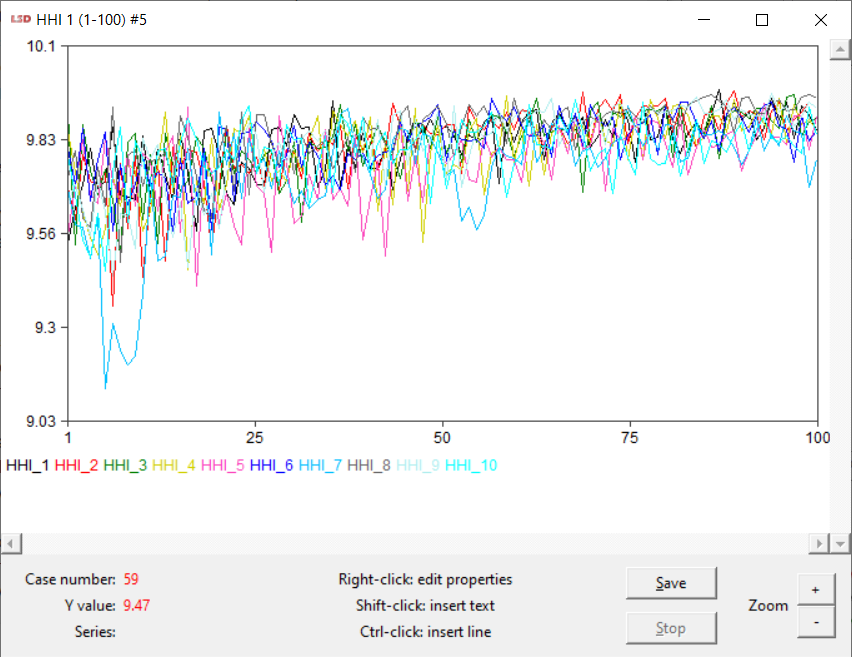 LSD HHI 1 (1-100) #5
10.1
9.83
9.56
9.3
9.03
1 25 50 75 100
HHI_1 HHI_2 HHI_3 HHI_4 HHI_5 HHI_6 HHI_7 HHI_8 HHI_9 HHI_10
Case number: 59 Right-click: edit properties Save
Y value: 9.47 Shift-click: insert text Zoom +
Series: Ctrl-click: insert line Stop -